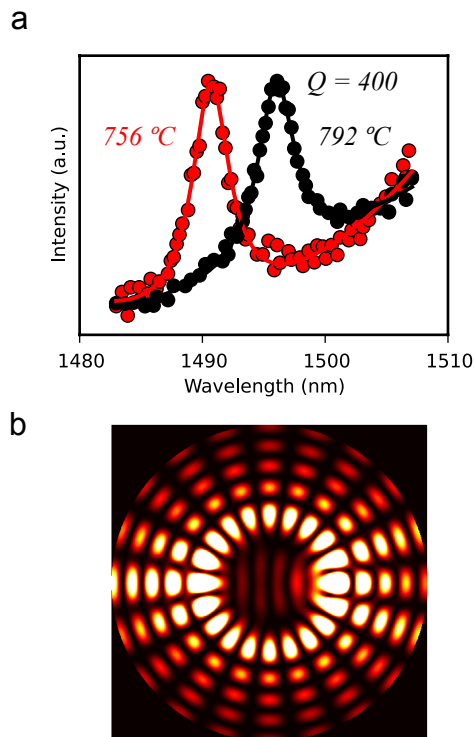 a
Q = 400
756 ºC
792 ºC
Intensity (a.u.)
1480 1490 1500 1510
Wavelength (nm)
b